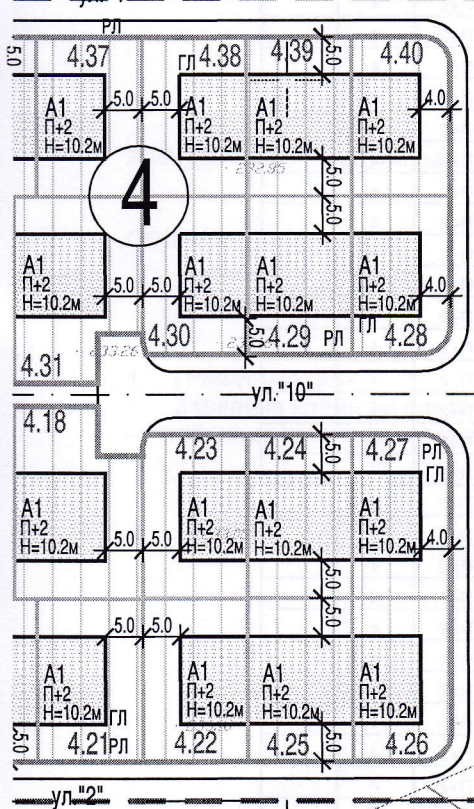 РЛ
5.0
4.37
ГЛ
4.38
4.39
5.0
4.40
A1
П+2
H=10.2м
5.0
5.0
A1
П+2
H=10.2м
A1
П+2
H=10.2м
A1
П+2
H=10.2м
4.0
4
5.0
5.0
A1
П+2
H=10.2м
5.0
5.0
A1
П+2
H=10.2м
A1
П+2
H=10.2м
A1
П+2
H=10.2м
4.0
4.31
233.26
4.30
5.0
4.29
РЛ
ГЛ
4.28
ул."10"
4.18
4.23
4.24
5.0
4.27
РЛ
ГЛ
A1
П+2
H=10.2м
5.0
5.0
A1
П+2
H=10.2м
A1
П+2
H=10.2м
A1
П+2
H=10.2м
4.0
5.0
5.0
5.0
5.0
A1
П+2
H=10.2м
A1
П+2
H=10.2м
A1
П+2
H=10.2м
A1
П+2
H=10.2м
5.0
4.21
ГЛ
РЛ
4.22
4.25
5.0
4.26
ул."2"